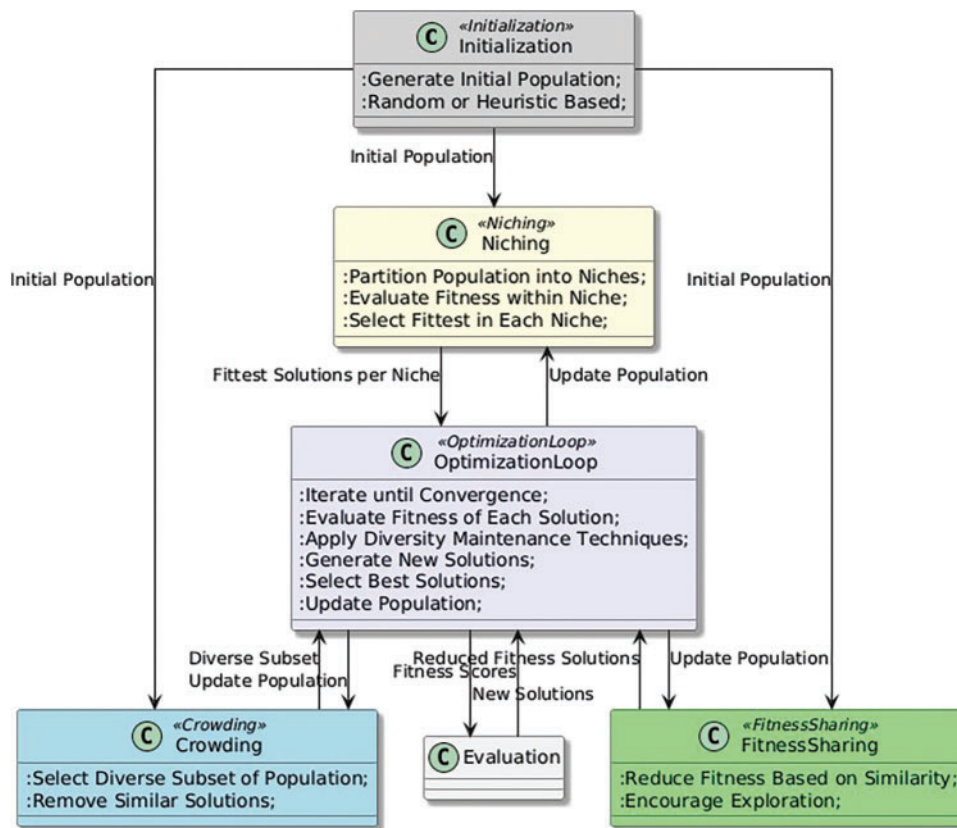 C
«Initialization»
Initialization
:Generate Initial Population;
:Random or Heuristic Based;
Initial Population
C
«Niching»
Niching
Initial Population
Initial Population
:Partition Population into Niches;
:Evaluate Fitness within Niche;
:Select Fittest in Each Niche;
Fittest Solutions per Niche
Update Population
C
«OptimizationLoop»
OptimizationLoop
:Iterate until Convergence;
:Evaluate Fitness of Each Solution;
:Apply Diversity Maintenance Techniques;
:Generate New Solutions;
:Select Best Solutions;
:Update Population;
Diverse Subset
Update Population
Reduced Fitness Solutions
Fitness Scores
New Solutions
Update Population
C
«Crowding»
Crowding
:Select Diverse Subset of Population;
:Remove Similar Solutions;
C
Evaluation
C
«FitnessSharing»
FitnessSharing
:Reduce Fitness Based on Similarity;
:Encourage Exploration;